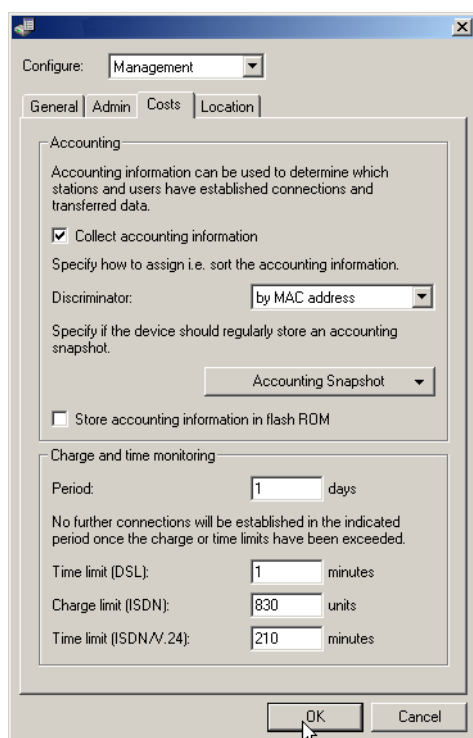 Configure: Management
General Admin Costs Location
Accounting
Accounting information can be used to determine which
stations and users have established connections and
transferred data.
Collect accounting information
Specify how to assign i.e. sort the accounting information.
Discriminator: by MAC address
Specify if the device should regularly store an accounting
snapshot.
Accounting Snapshot
Store accounting information in flash ROM
Charge and time monitoring
Period: 1 days
No further connections will be established in the indicated
period once the charge or time limits have been exceeded.
Time limit (DSL): 1 minutes
Charge limit (ISDN): 830 units
Time limit (ISDN/V.24): 210 minutes
OK Cancel